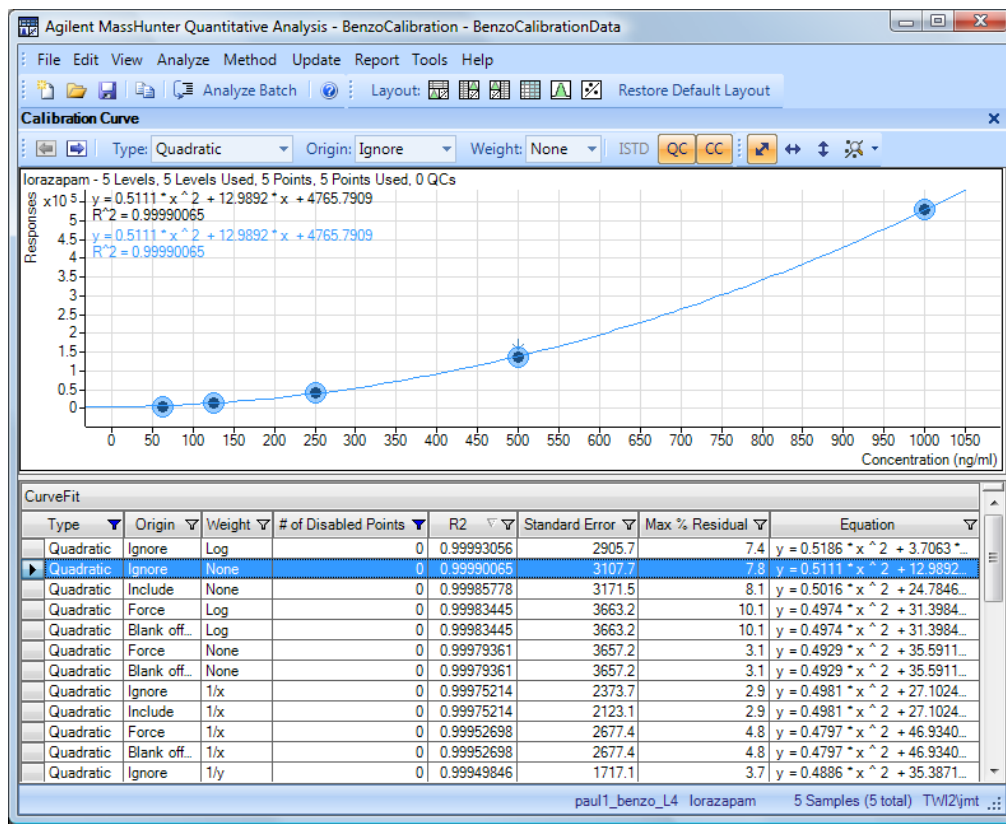 Agilent MassHunter Quantitative Analysis - BenzoCalibration - BenzoCalibrationData
File Edit View Analyze Method Update Report Tools Help
Analyze Batch Layout: Restore Default Layout
Calibration Curve
Type: Quadratic Origin: Ignore Weight: None ISTD QC CC
lorazapam - 5 Levels, 5 Levels Used, 5 Points, 5 Points Used, 0 QCs
Responses
x10 5
y = 0.5111 * x ^ 2 + 12.9892 * x + 4765.7909
R^2 = 0.99990065
y = 0.5111 * x ^ 2 + 12.9892 * x + 4765.7909
R^2 = 0.99990065
5
4.5
4
3.5
3
2.5
2
1.5
1
0.5
0
0 50 100 150 200 250 300 350 400 450 500 550 600 650 700 750 800 850 900 950 1000 1050
Concentration (ng/ml)
CurveFit
Type Origin Weight # of Disabled Points R2 Standard Error Max % Residual Equation
Quadratic Ignore Log 0 0.99993056 2905.7 7.4 y = 0.5186 * x ^ 2 + 3.7063 *...
Quadratic Ignore None 0 0.99990065 3107.7 7.8 y = 0.5111 * x ^ 2 + 12.9892...
Quadratic Include None 0 0.99985778 3171.5 8.1 y = 0.5016 * x ^ 2 + 24.7846...
Quadratic Force Log 0 0.99983445 3663.2 10.1 y = 0.4974 * x ^ 2 + 31.3984...
Quadratic Blank off... Log 0 0.99983445 3663.2 10.1 y = 0.4974 * x ^ 2 + 31.3984...
Quadratic Force None 0 0.99979361 3657.2 3.1 y = 0.4929 * x ^ 2 + 35.5911...
Quadratic Blank off... None 0 0.99979361 3657.2 3.1 y = 0.4929 * x ^ 2 + 35.5911...
Quadratic Ignore 1/x 0 0.99975214 2373.7 2.9 y = 0.4981 * x ^ 2 + 27.1024...
Quadratic Include 1/x 0 0.99975214 2123.1 2.9 y = 0.4981 * x ^ 2 + 27.1024...
Quadratic Force 1/x 0 0.99952698 2677.4 4.8 y = 0.4797 * x ^ 2 + 46.9340...
Quadratic Blank off... 1/x 0 0.99952698 2677.4 4.8 y = 0.4797 * x ^ 2 + 46.9340...
Quadratic Ignore 1/y 0 0.99949846 1717.1 3.7 y = 0.4886 * x ^ 2 + 35.3871...
paul1_benzo_L4 lorazapam 5 Samples (5 total) TWI2\jmt